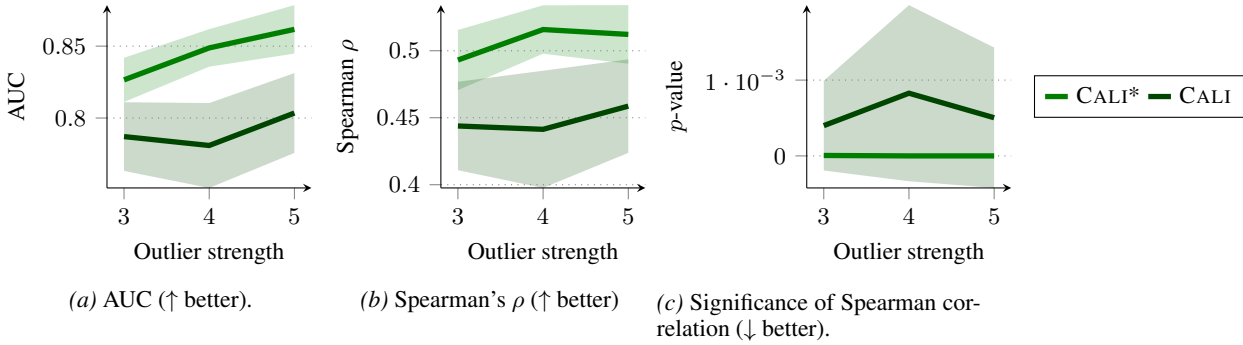 AUC
0.85
0.8
3 4 5
Outlier strength
(a) AUC (↑ better).
Spearman ρ
0.5
0.45
0.4
3 4 5
Outlier strength
(b) Spearman's ρ (↑ better)
p-value
1 · 10⁻³
0
3 4 5
Outlier strength
(c) Significance of Spearman cor-
relation (↓ better).
CALI* CALI